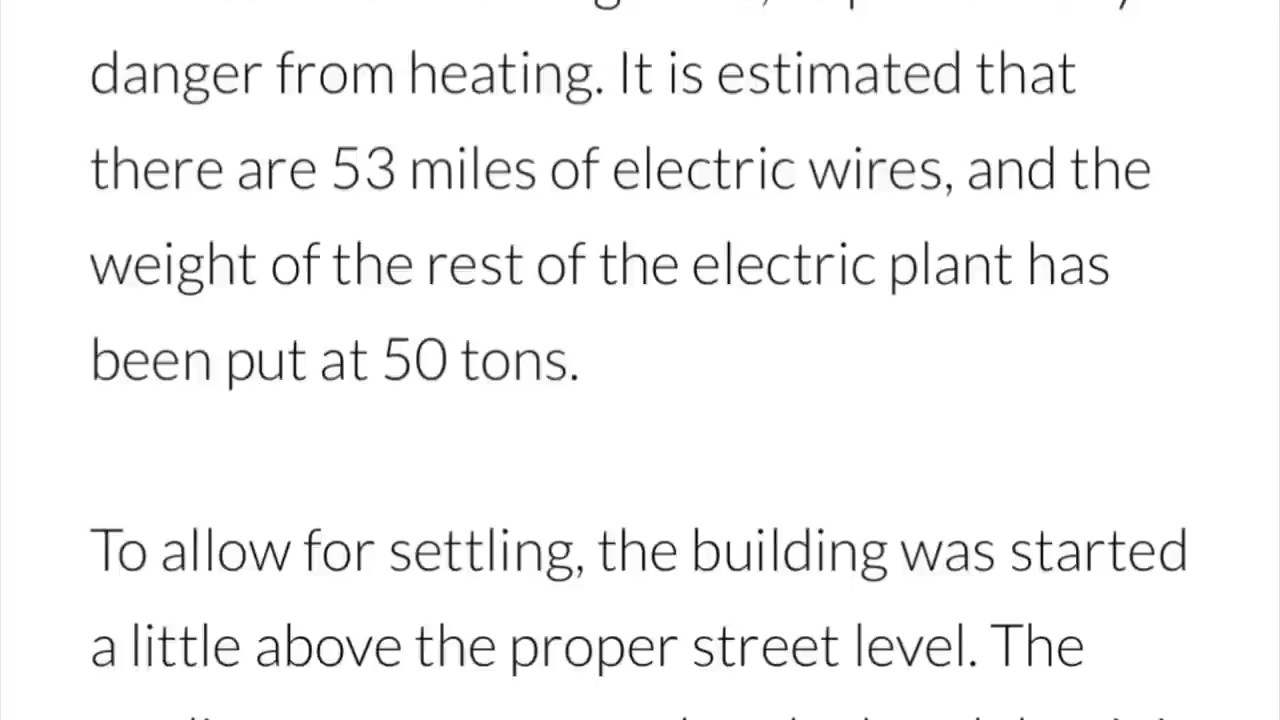 danger from heating. It is estimated that
there are 53 miles of electric wires, and the
weight of the rest of the electric plant has
been put at 50 tons.
To allow for settling, the building was started
a little above the proper street level. The